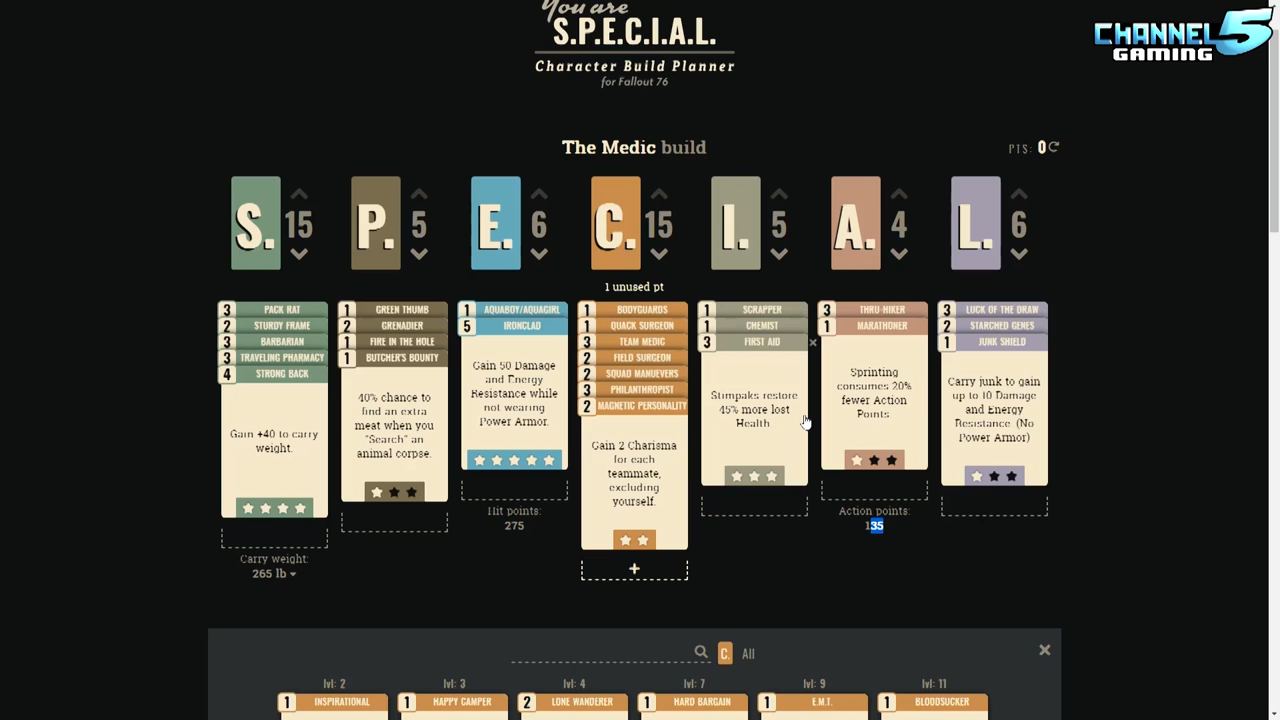 You are
S.P.E.C.I.A.L.
Character Build Planner
for Fallout 76
CHANNEL 5
GAMING
The Medic build
PTS: 0
S. 15
P. 5
E. 6
C. 15
I. 5
A. 4
L. 6
1 unused pt
3 PACK RAT
2 STURDY FRAME
3 BARBARIAN
3 TRAVELING PHARMACY
4 STRONG BACK
Gain +40 to carry
weight.
Carry weight:
265 lb
1 GREEN THUMB
2 GRENADIER
1 FIRE IN THE HOLE
1 BUTCHER'S BOUNTY
40% chance to
find an extra
meat when you
"Search" an
animal corpse.
1 AQUABOY/AQUAGIRL
5 IRONCLAD
Gain 50 Damage
and Energy
Resistance while
not wearing
Power Armor.
Hit points:
275
1 BODYGUARDS
1 QUACK SURGEON
3 TEAM MEDIC
2 FIELD SURGEON
2 SQUAD MANUEVERS
3 PHILANTHROPIST
2 MAGNETIC PERSONALITY
Gain 2 Charisma
for each
teammate,
excluding
yourself.
+
1 SCRAPPER
1 CHEMIST
3 FIRST AID
Stimpaks restore
45% more lost
Health
3 THRU-HIKER
1 MARATHONER
Sprinting
consumes 20%
fewer Action
Points.
Action points:
135
3 LUCK OF THE DRAW
2 STARCHED GENES
1 JUNK SHIELD
Carry junk to gain
up to 10 Damage
and Energy
Resistance. (No
Power Armor)
C. All
lvl: 2
1 INSPIRATIONAL
lvl: 3
1 HAPPY CAMPER
lvl: 4
2 LONE WANDERER
lvl: 7
1 HARD BARGAIN
lvl: 9
1 E.M.T.
lvl: 11
1 BLOODSUCKER